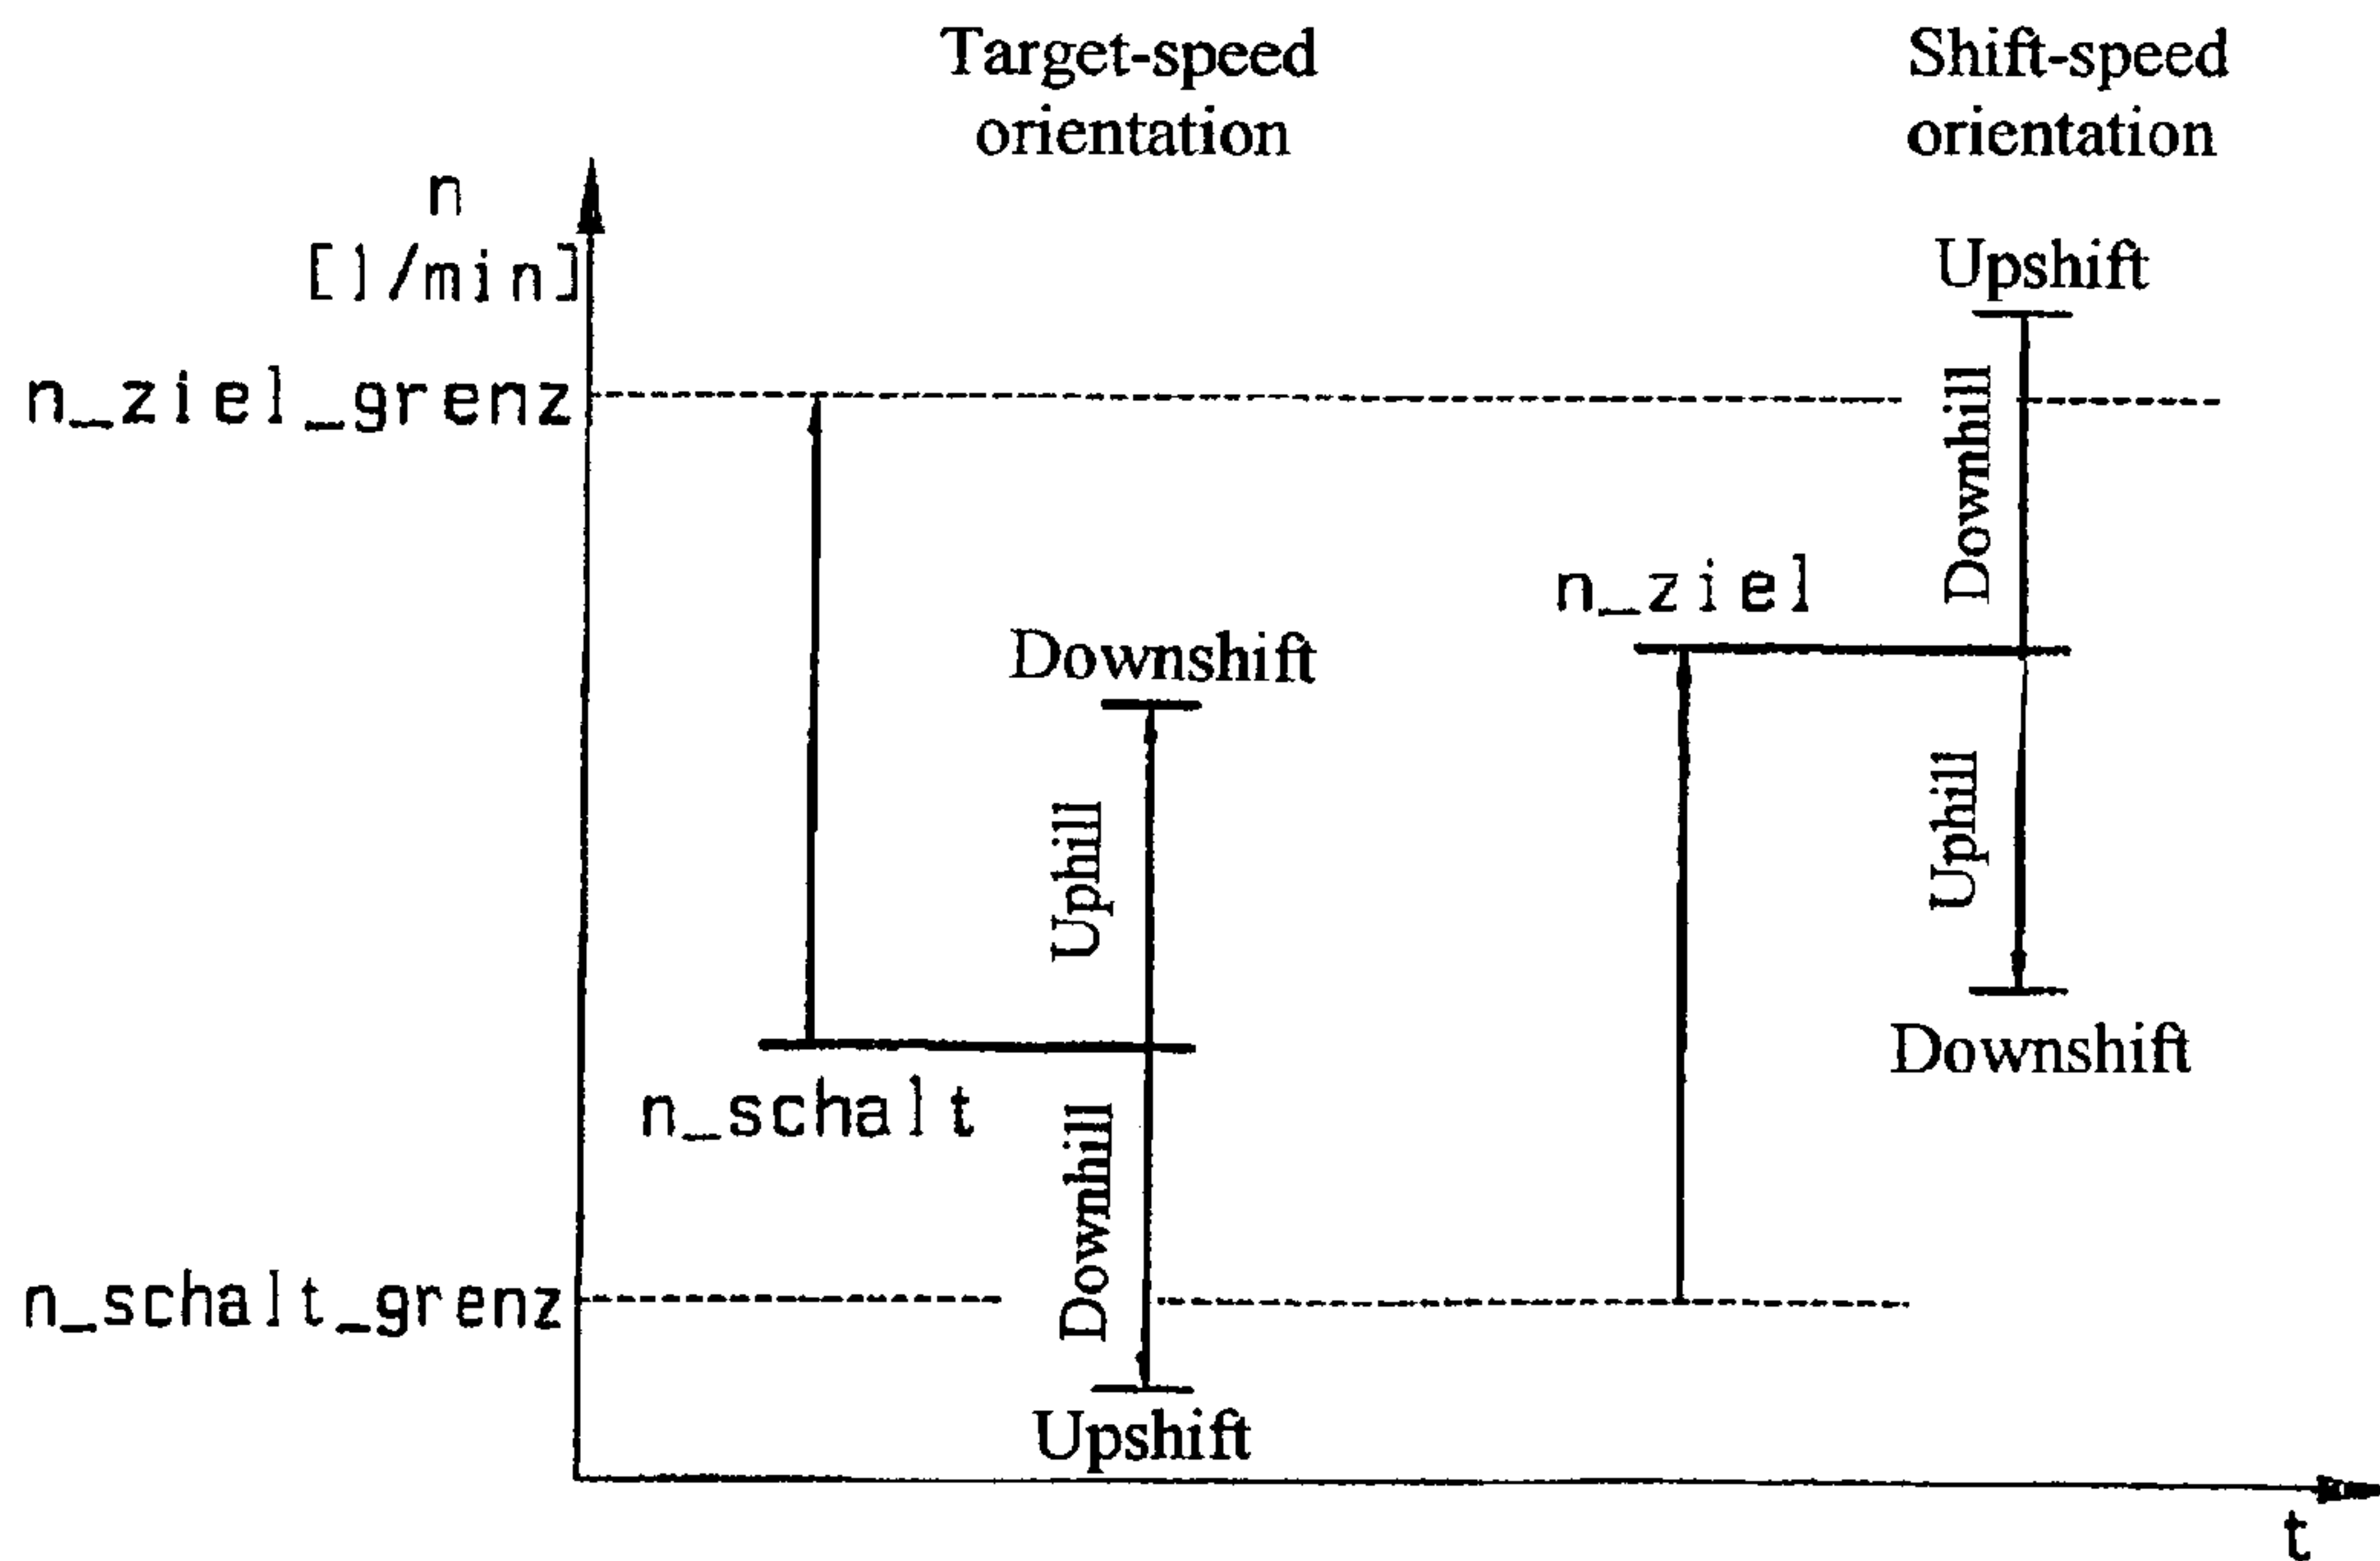 Target-speed
orientation
Shift-speed
orientation
n
[1/min]
Upshift
n_ziel_grenz
Downhill
n_ziel
Downshift
Uphill
Uphill
Downshift
n_schalt
Downhill
n_schalt_grenz
Upshift
t